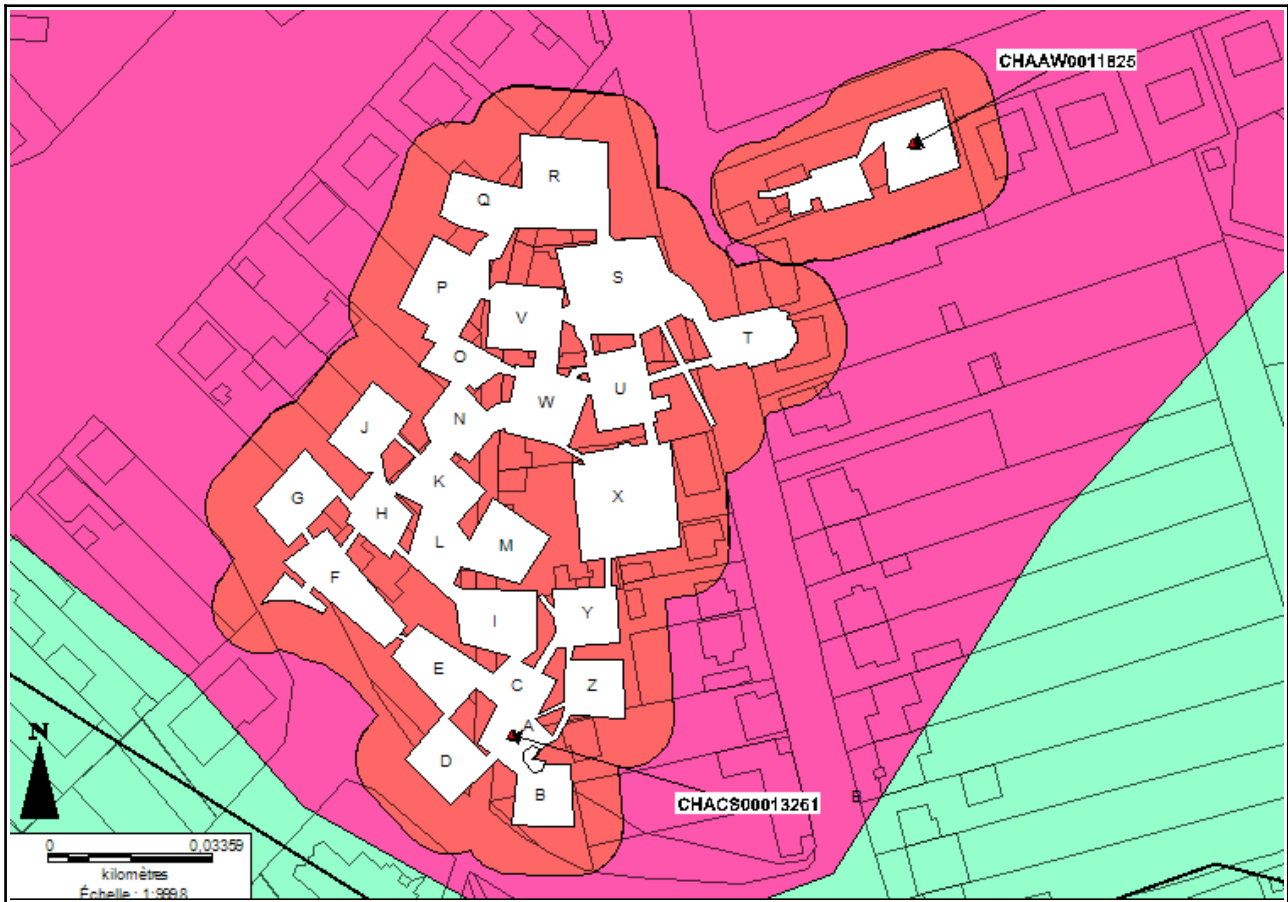 CHAAW0011825
R
Q
S
P
V
T
O
U
W
J
N
K
X
G
H
L
M
F
I
Y
E
C
Z
A
D
B
CHACS00013261
N
0 0,03359
kilomètres
Échelle : 1:999.8